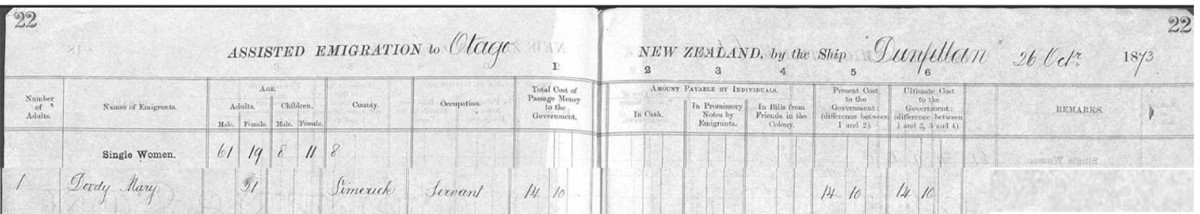 22 22
ASSISTED EMIGRATION to Otago NEW ZEALAND, by the Ship Dunfillan 26 Octr 1873
1 2 3 4 5 6
Number of Adults. Names of Emigrants. AGE County. Occupation. Total Cost of Passage Money to the Government. AMOUNT PAYABLE BY INDIVIDUALS. Present Cost to the Government: (difference between 1 and 2). Ultimate Cost to the Government: (difference between 1 and 2, 3 and 4) REMARKS.
Adults. Children. In Cash. In Promissory Notes by Emigrants. In Bills from Friends in the Colony.
Male. Female. Male. Female.
Single Women. 61 19 8 11 8
1 Mary 21 Limerick Servant 14 10 14 10 14 10